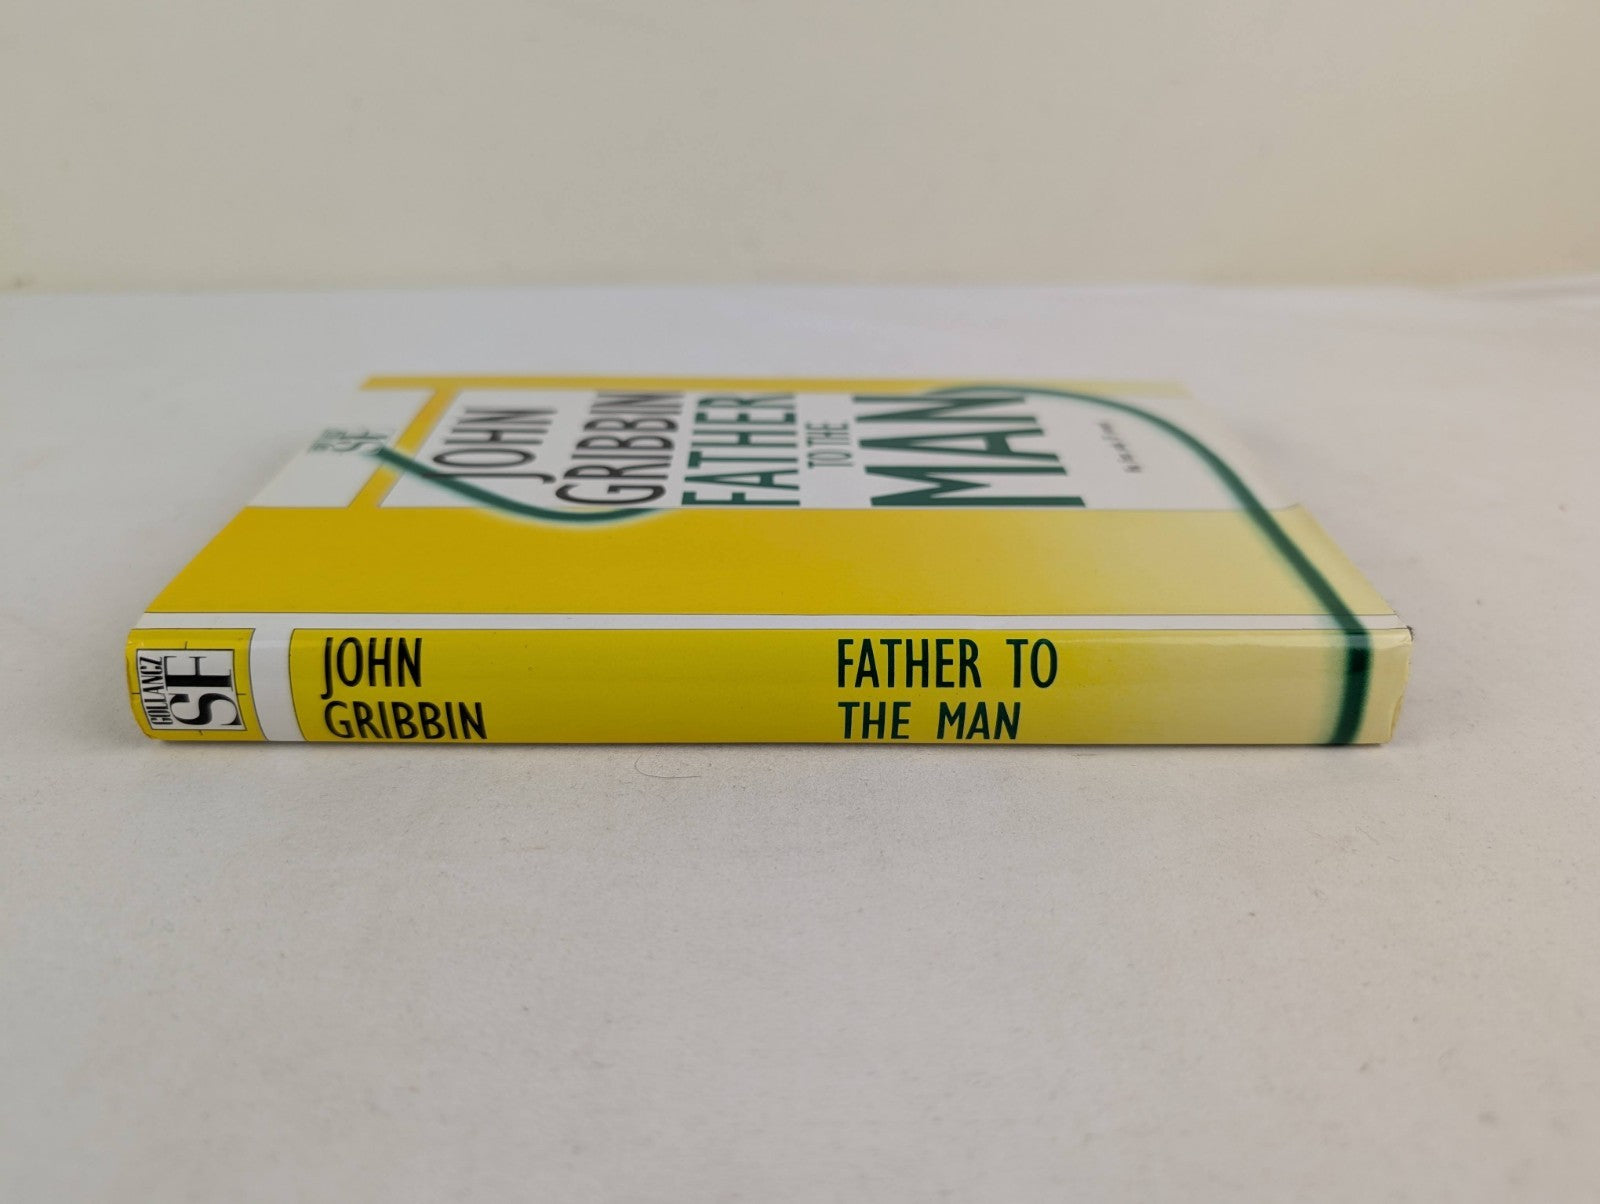 JOHN
GRIBBIN
FATHER
TO THE
MAN
GOLLANCZ
SF
JOHN
GRIBBIN
FATHER TO
THE MAN
SF